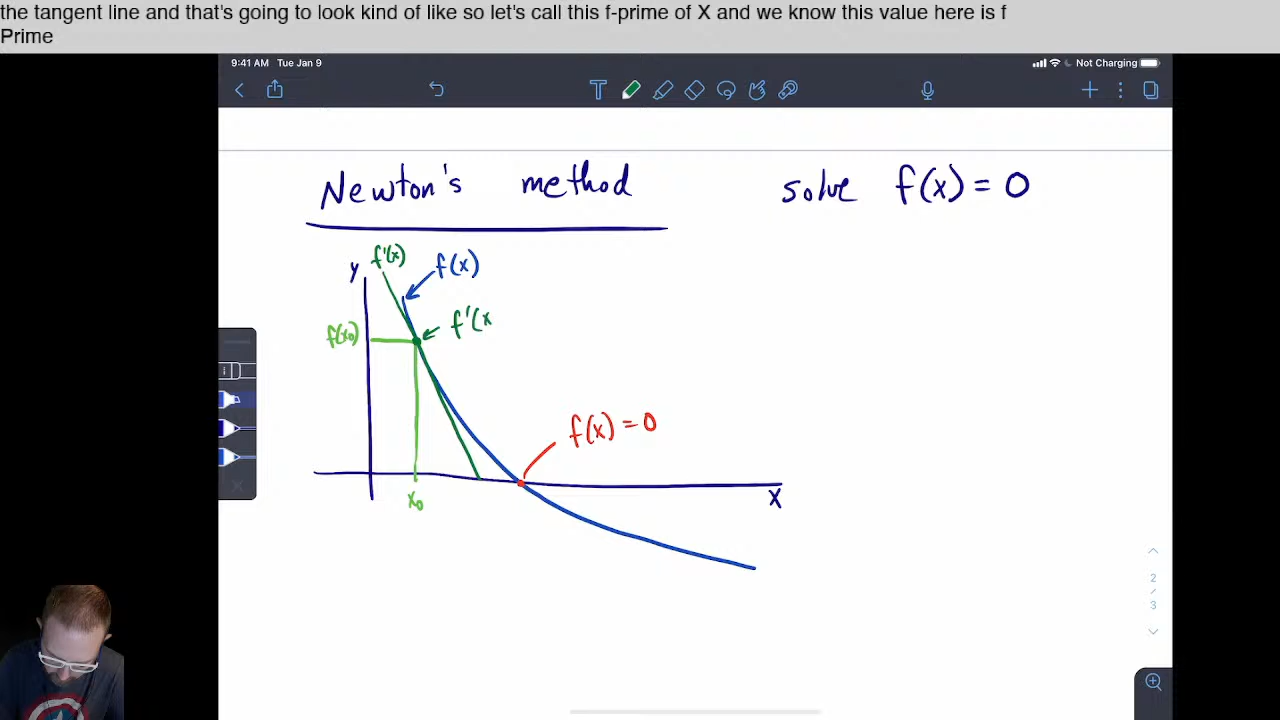 the tangent line and that's going to look kind of like so let's call this f-prime of X and we know this value here is f
Prime
9:41 AM Tue Jan 9
Not Charging
Newton's method
solve f(x) = 0
f'(x)
y
f(x)
f(x₀)
f'(x
f(x) = 0
x₀
x
2
/
3